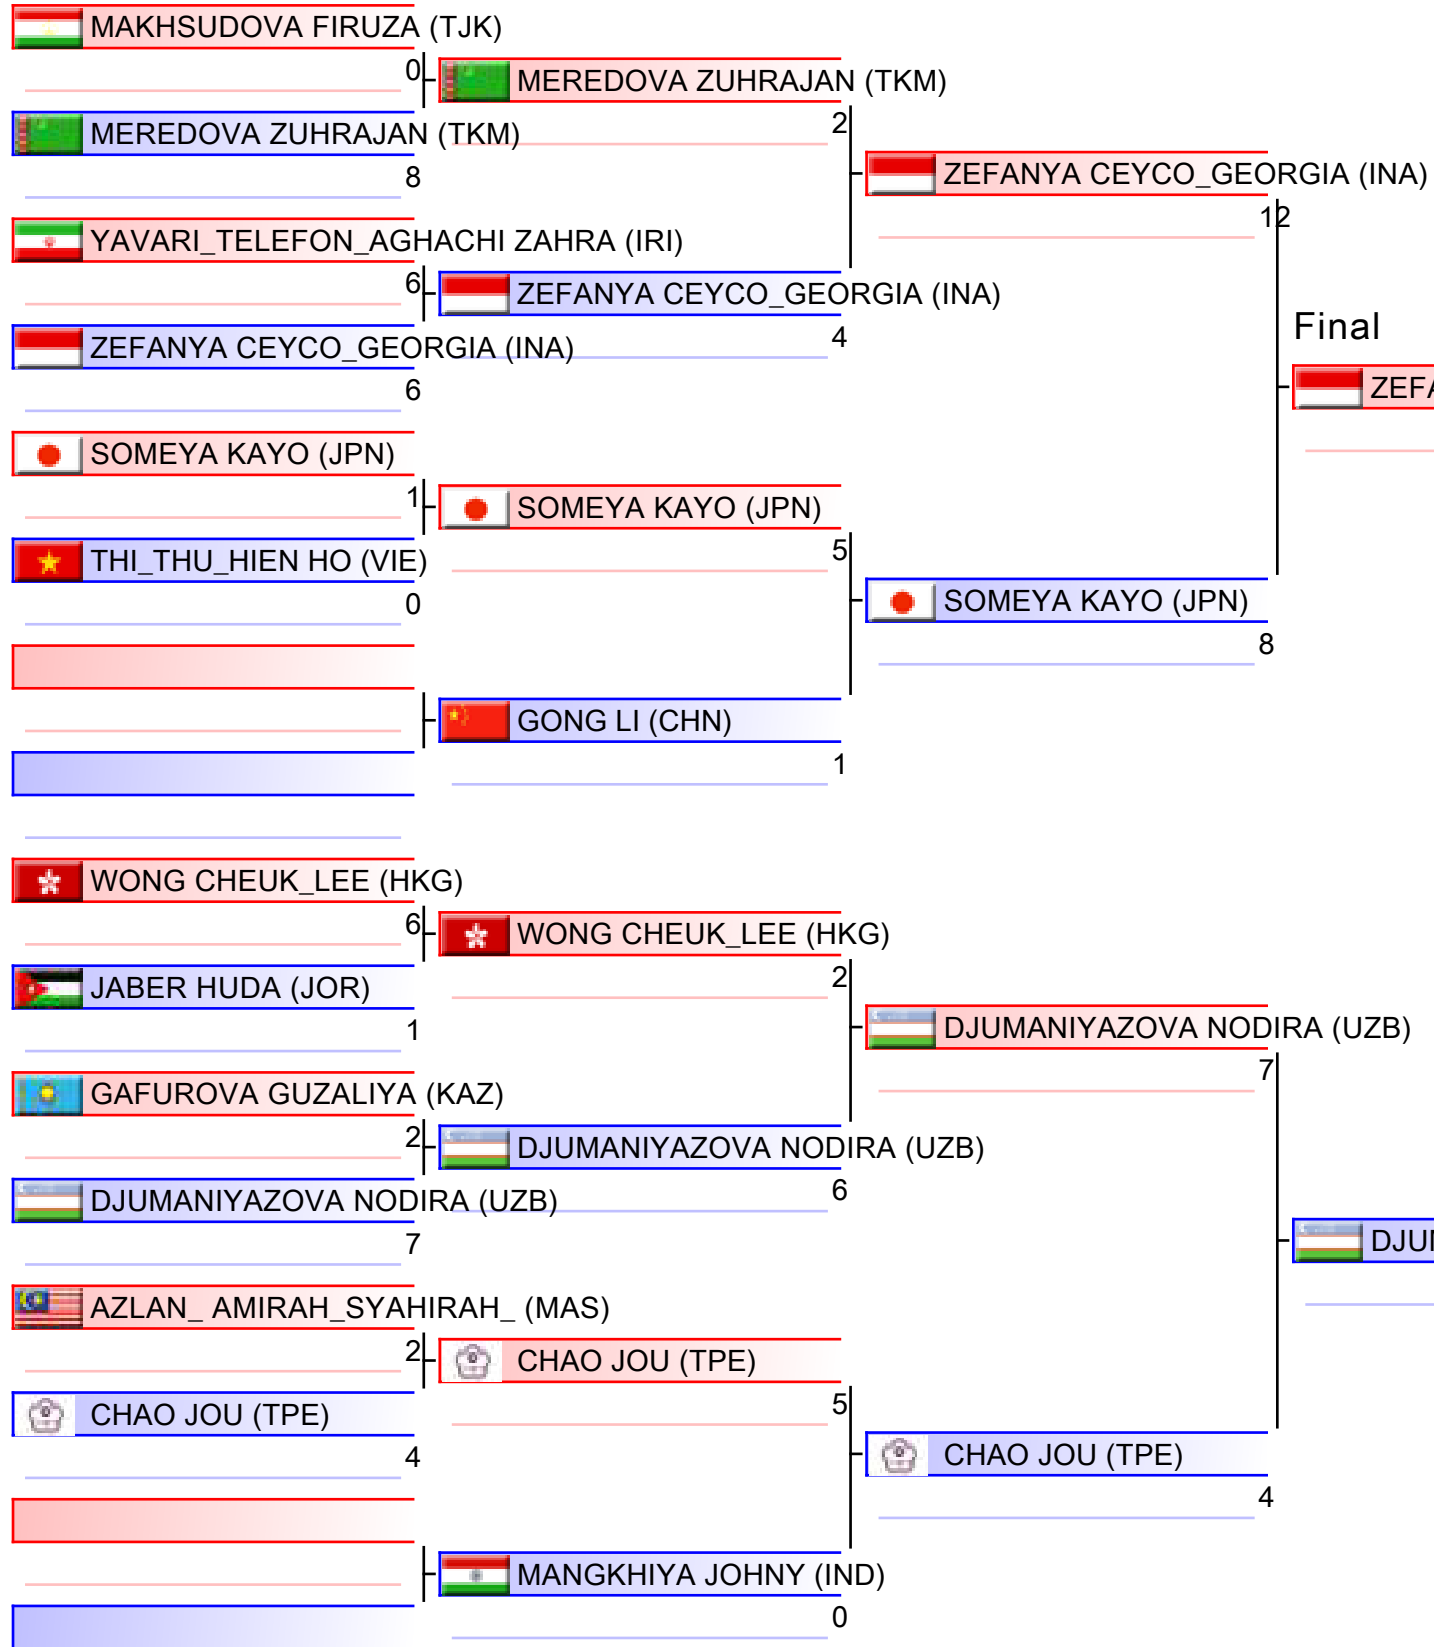 MAKHSUDOVA FIRUZA (TJK)
0
MEREDOVA ZUHRAJAN (TKM)
8
YAVARI_TELEFON_AGHACHI ZAHRA (IRI)
6
ZEFANYA CEYCO_GEORGIA (INA)
6
SOMEYA KAYO (JPN)
1
THI_THU_HIEN HO (VIE)
0
WONG CHEUK_LEE (HKG)
6
JABER HUDA (JOR)
1
GAFUROVA GUZALIYA (KAZ)
2
DJUMANIYAZOVA NODIRA (UZB)
7
AZLAN_ AMIRAH_SYAHIRAH_ (MAS)
2
CHAO JOU (TPE)
4
MEREDOVA ZUHRAJAN (TKM)
2
ZEFANYA CEYCO_GEORGIA (INA)
4
SOMEYA KAYO (JPN)
5
GONG LI (CHN)
1
WONG CHEUK_LEE (HKG)
2
DJUMANIYAZOVA NODIRA (UZB)
6
CHAO JOU (TPE)
5
MANGKHIYA JOHNY (IND)
0
ZEFANYA CEYCO_GEORGIA (INA)
12
SOMEYA KAYO (JPN)
8
DJUMANIYAZOVA NODIRA (UZB)
7
CHAO JOU (TPE)
4
Final